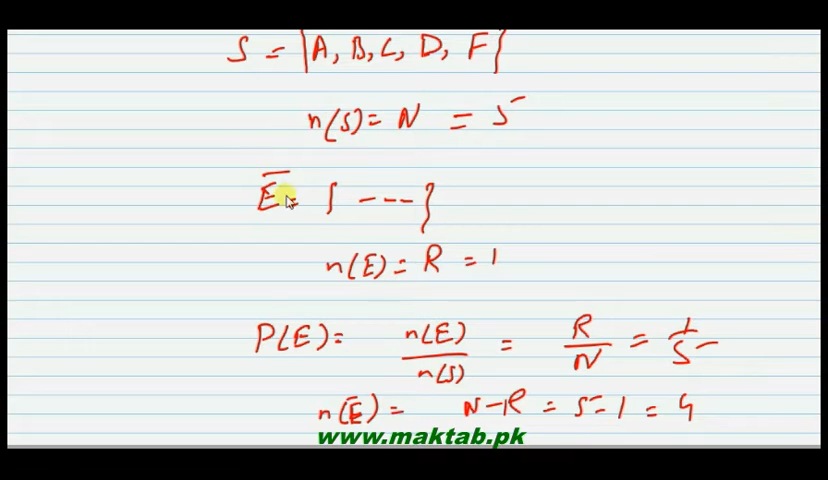 S = {A, B, C, D, F}
n(S) = N = 5
E̅ = { ---- }
n(E) = R = 1
P(E) = n(E)/n(S) = R/N = 1/5
n(E̅) = N-R = 5-1 = 4
www.maktab.pk